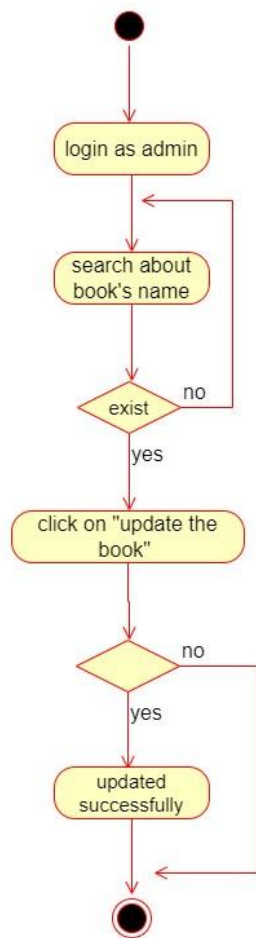 login as admin
search about
book's name
exist
no
yes
click on "update the
book"
no
yes
updated
successfully